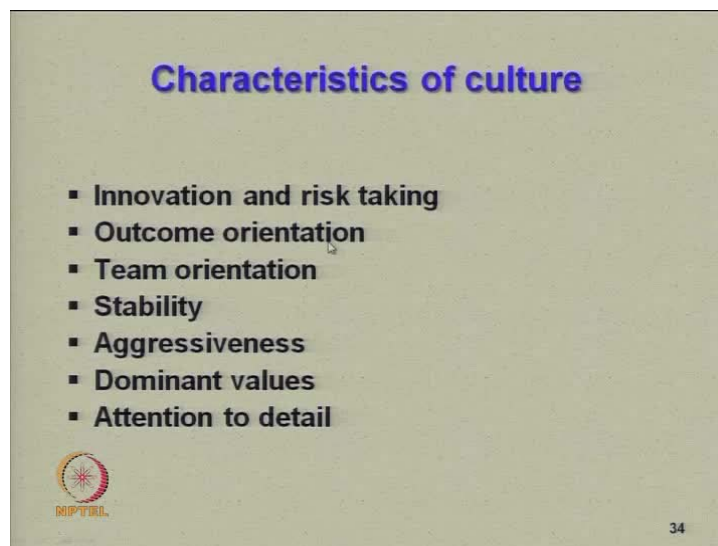 Characteristics of culture
▪ Innovation and risk taking
▪ Outcome orientation
▪ Team orientation
▪ Stability
▪ Aggressiveness
▪ Dominant values
▪ Attention to detail
NPTEL
34